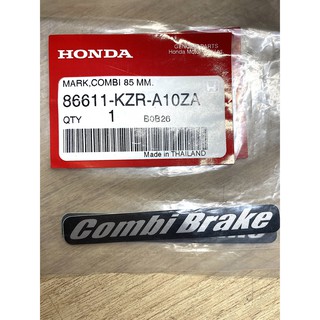 HONDA
GENUINE PARTS
Honda Motor
MARK,COMBI 85 MM.
86611-KZR-A10ZA
QTY 1 B0B26
Made in THAILAND
Combi Brake